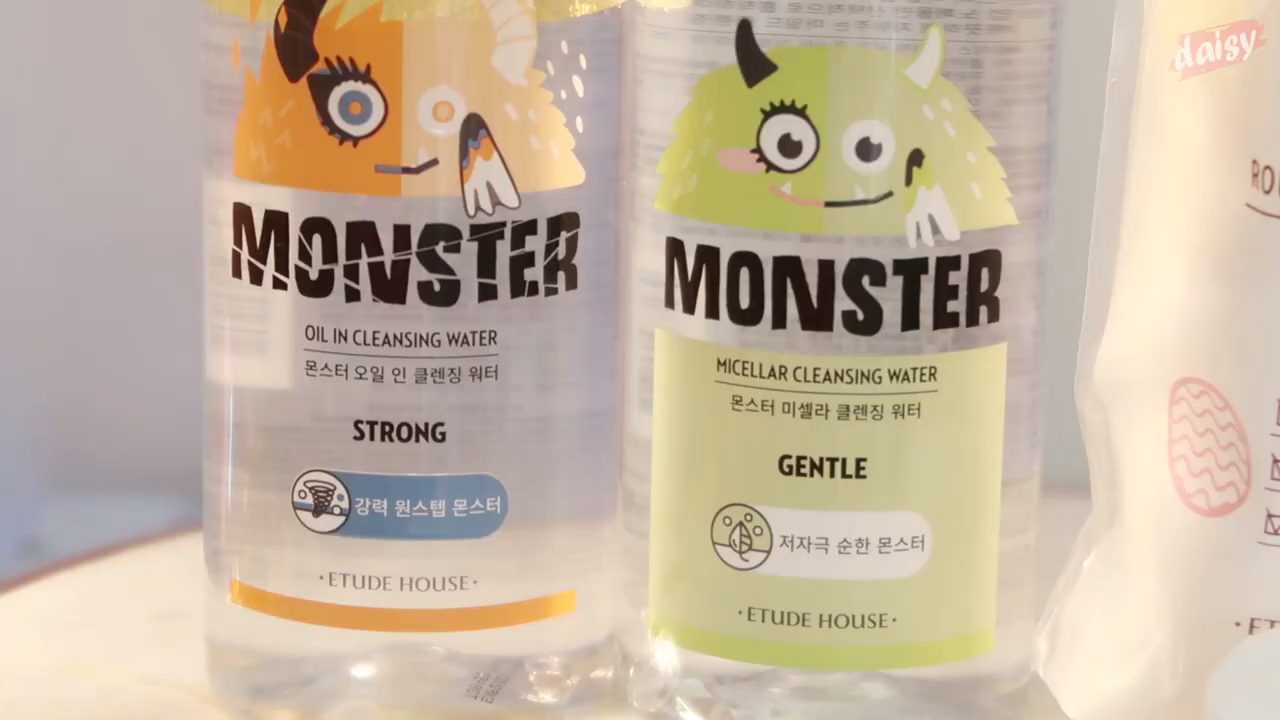 daisy
MONSTER
OIL IN CLEANSING WATER
몬스터 오일 인 클렌징 워터
STRONG
강력 원스텝 몬스터
·ETUDE HOUSE·
MONSTER
MICELLAR CLEANSING WATER
몬스터 미셀라 클렌징 워터
GENTLE
저자극 순한 몬스터
·ETUDE HOUSE·